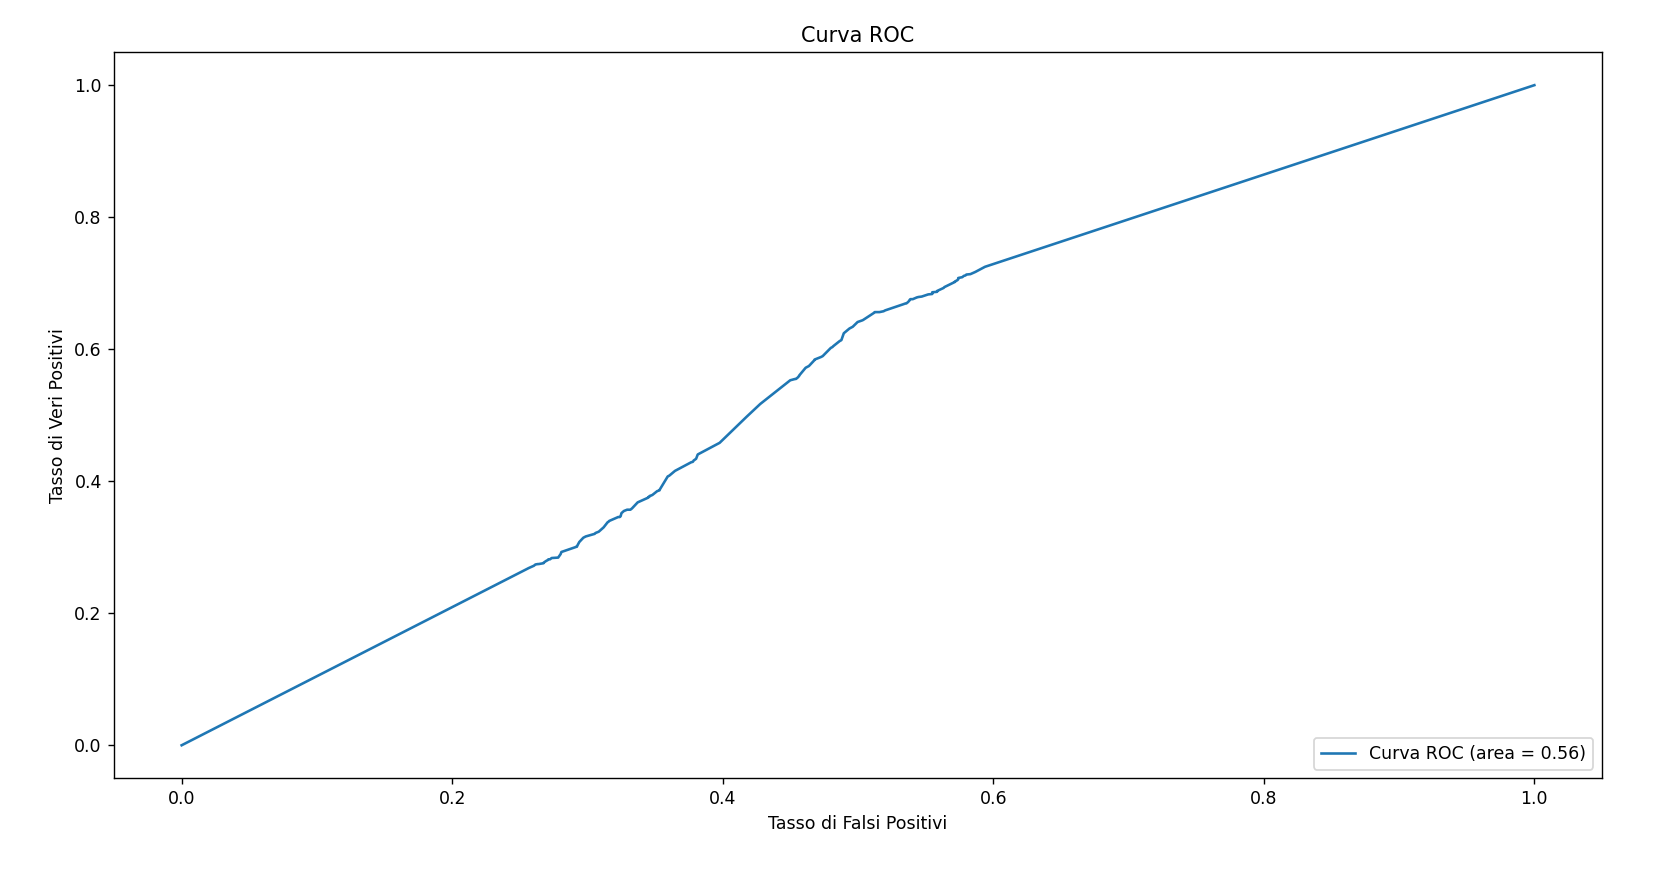 Curva ROC
1.0
0.8
0.6
0.4
0.2
0.0
Tasso di Veri Positivi
Curva ROC (area = 0.56)
0.0 0.2 0.4 0.6 0.8 1.0
Tasso di Falsi Positivi